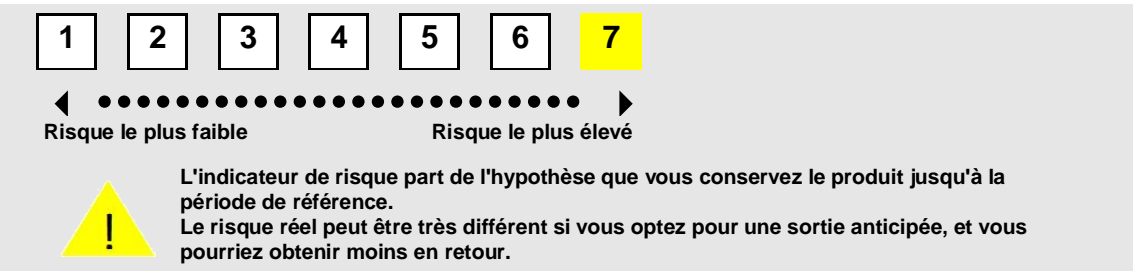 1 2 3 4 5 6 7
Risque le plus faible Risque le plus élevé
L'indicateur de risque part de l'hypothèse que vous conservez le produit jusqu'à la
période de référence.
! Le risque réel peut être très différent si vous optez pour une sortie anticipée, et vous
pourriez obtenir moins en retour.